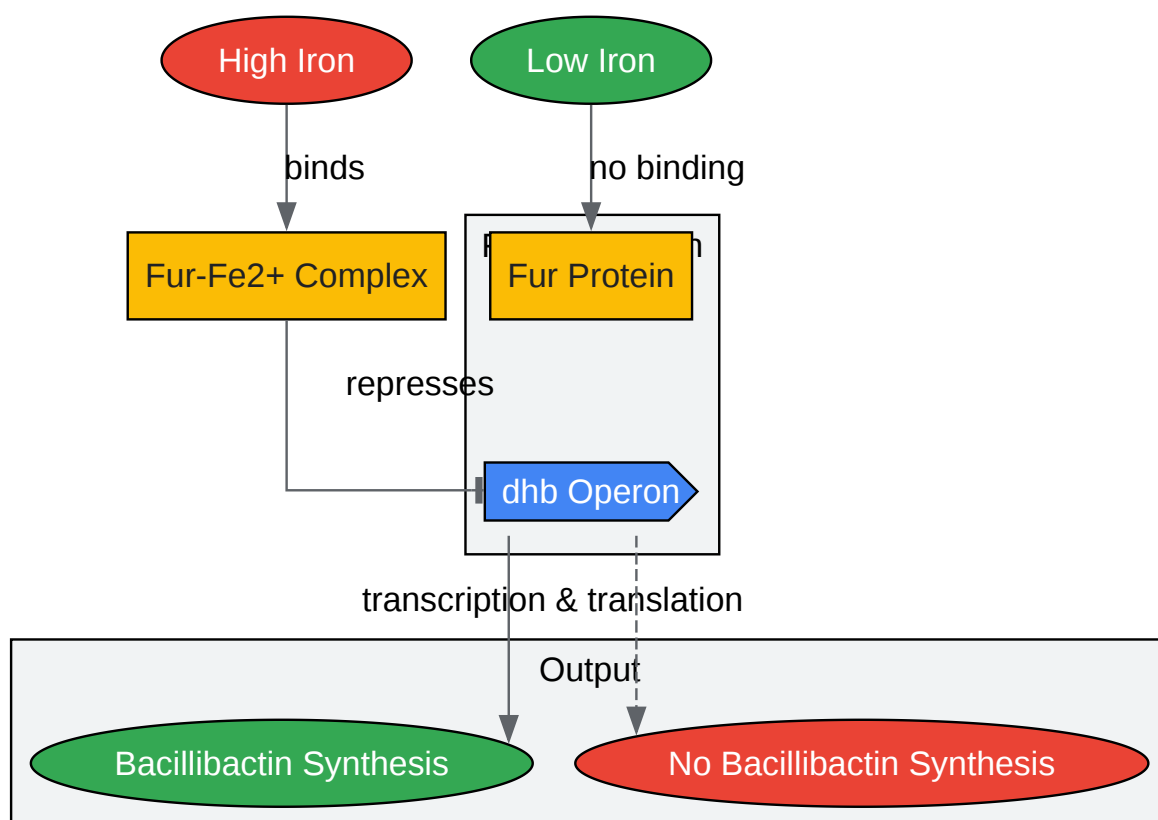 High Iron
Low Iron
binds
no binding
Fur-Fe2+ Complex
Fur Protein
represses
dhb Operon
transcription & translation
Output
Bacillibactin Synthesis
No Bacillibactin Synthesis